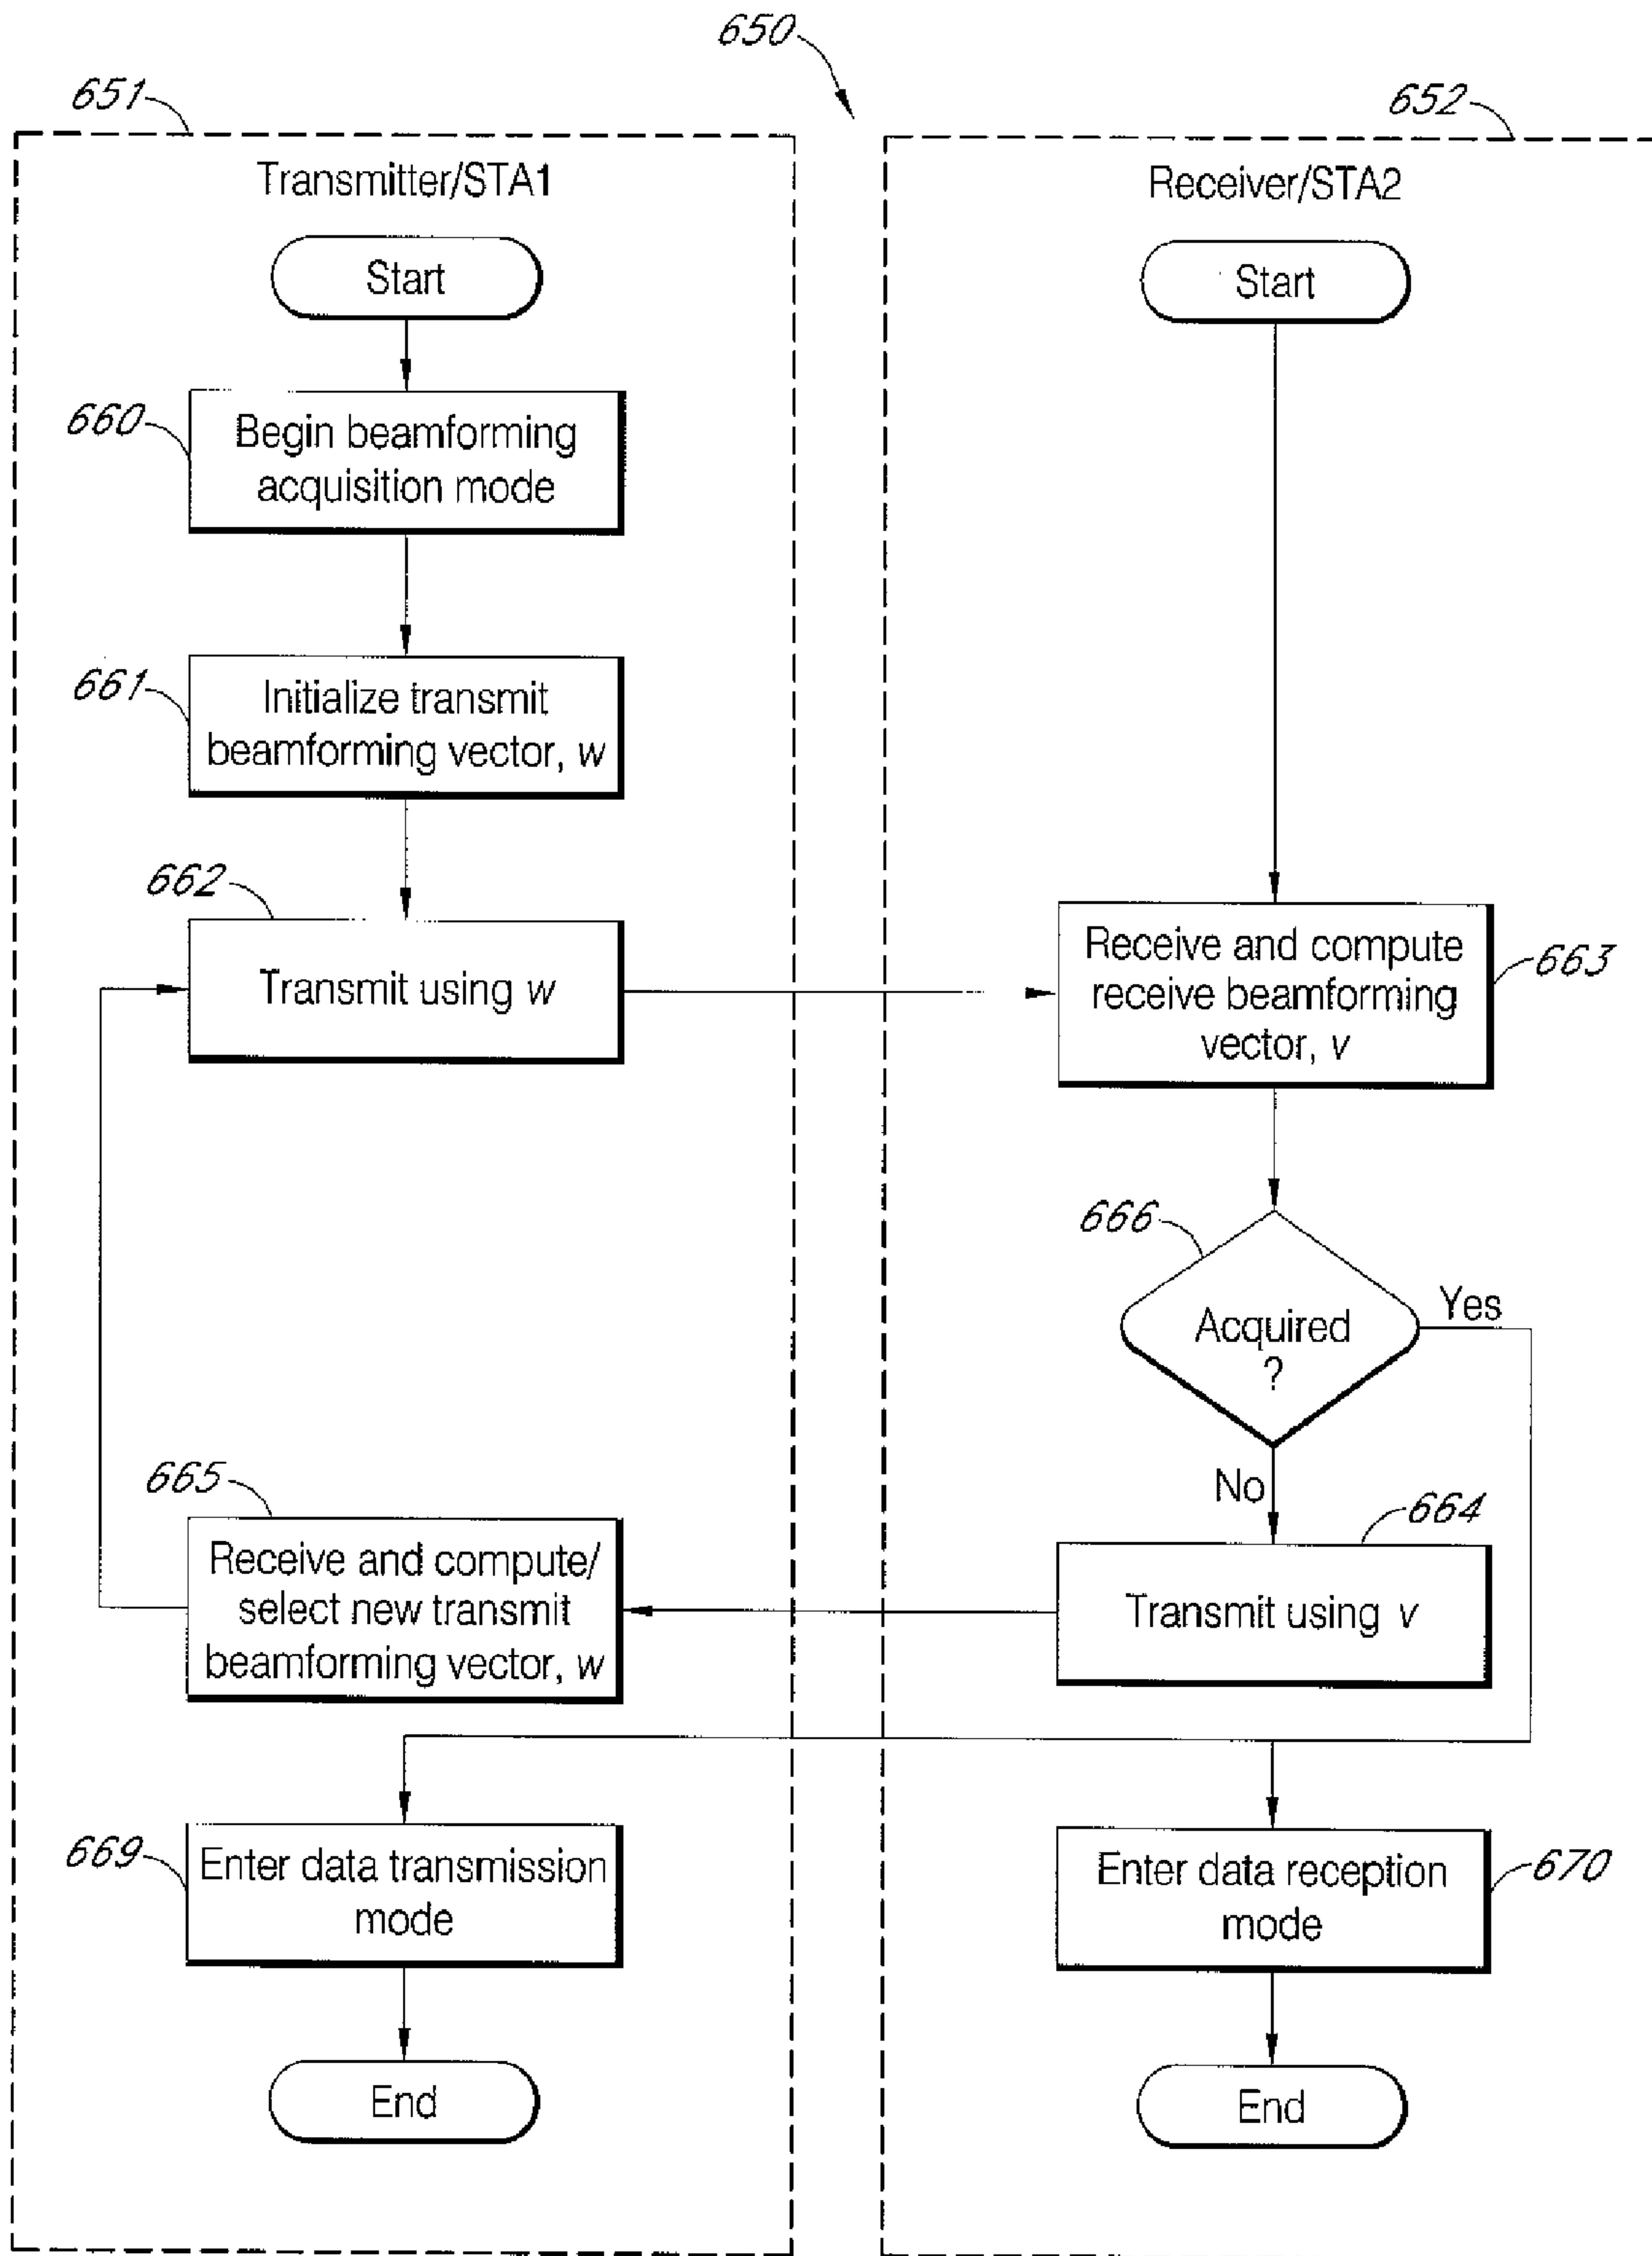 650
651
652
Transmitter/STA1
Receiver/STA2
Start
Start
660
Begin beamforming
acquisition mode
661
Initialize transmit
beamforming vector, w
662
Transmit using w
Receive and compute
receive beamforming
vector, v
663
666
Acquired
?
Yes
No
665
Receive and compute/
select new transmit
beamforming vector, w
664
Transmit using v
669
Enter data transmission
mode
Enter data reception
mode
670
End
End